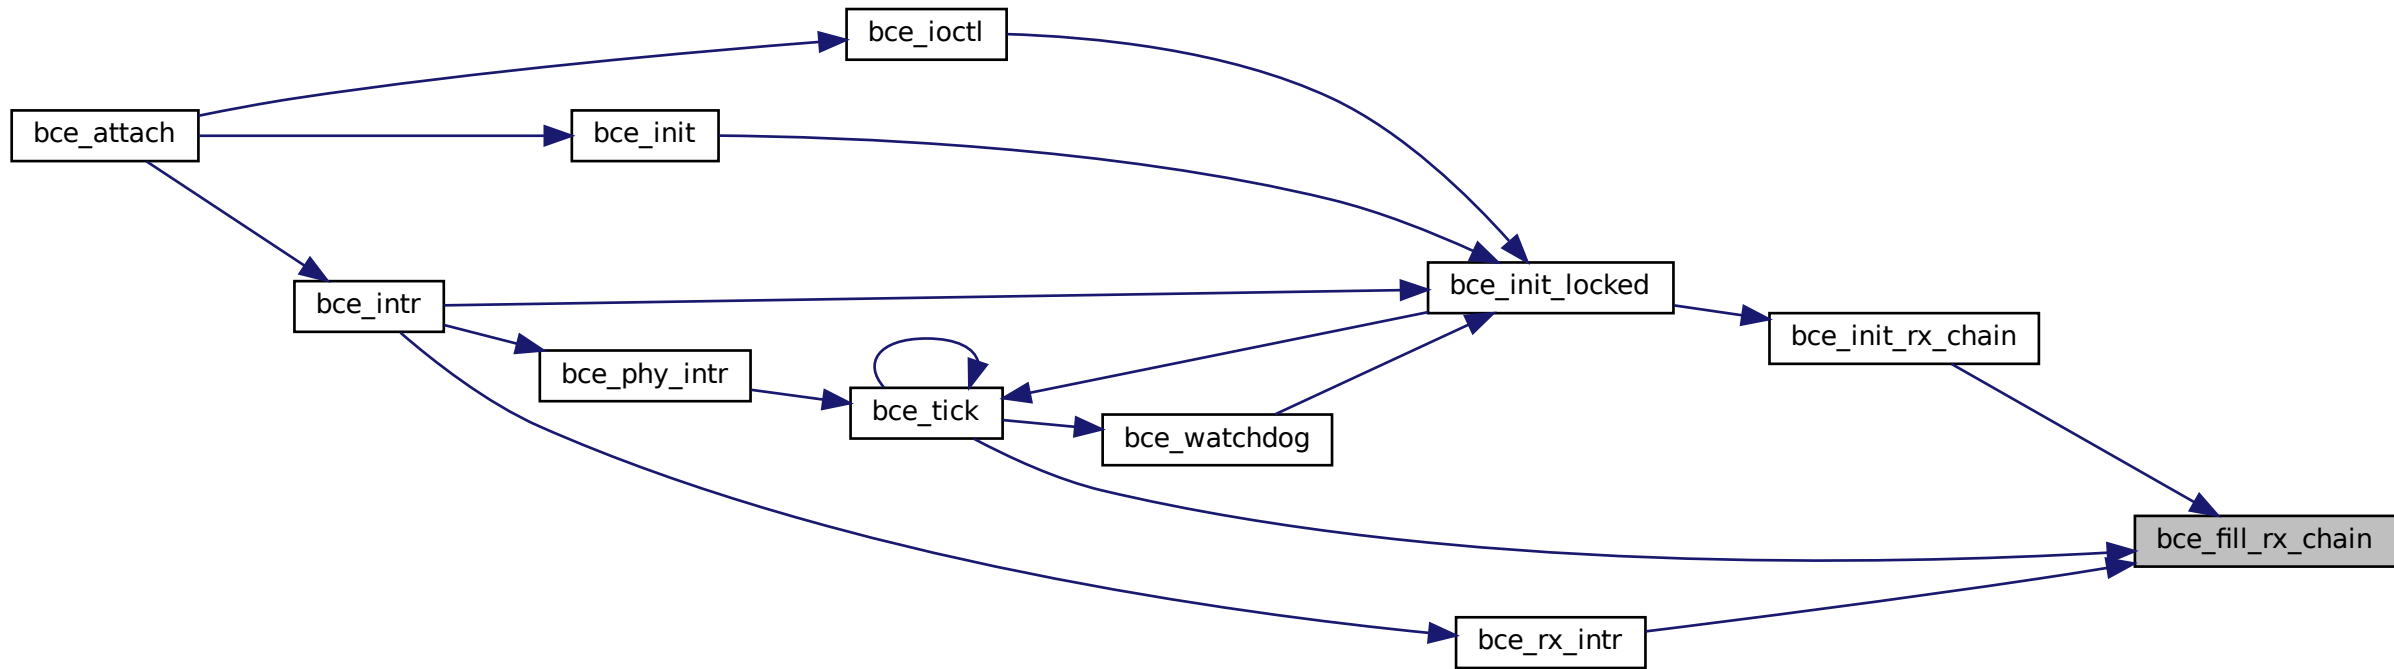 bce_ioctl
bce_attach
bce_init
bce_intr
bce_init_locked
bce_init_rx_chain
bce_phy_intr
bce_tick
bce_watchdog
bce_fill_rx_chain
bce_rx_intr